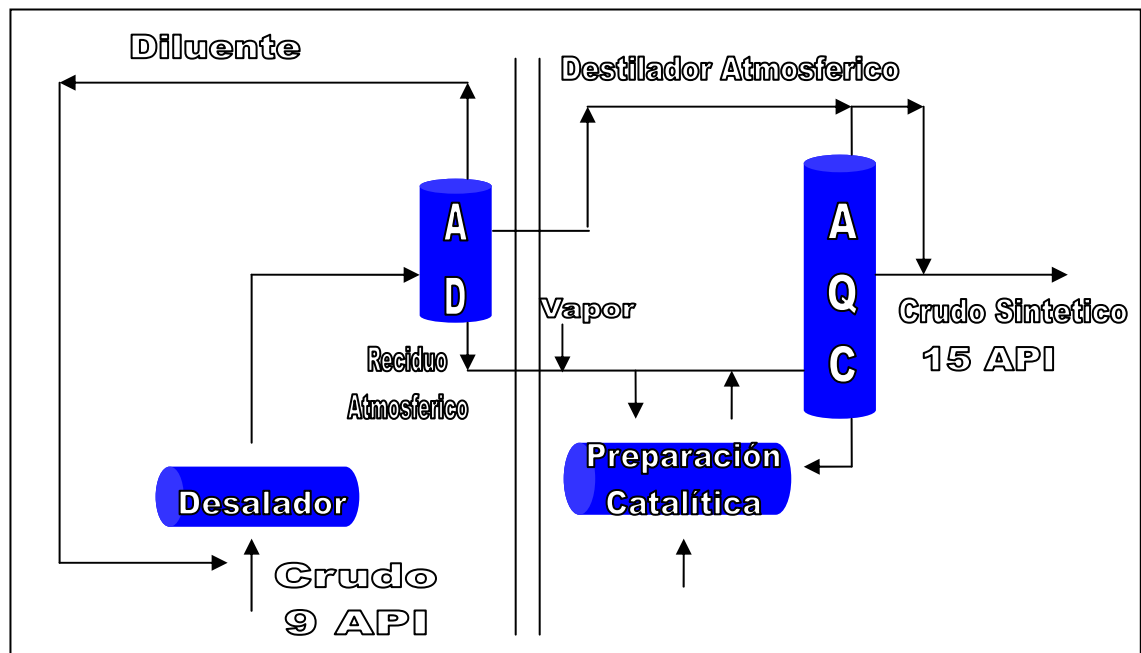 Diluente
Destilador Atmosferico
A
D
A
Q
C
Vapor
Reciduo
Atmosferico
Crudo Sintetico
15 API
Desalador
Preparación
Catalítica
Crudo
9 API